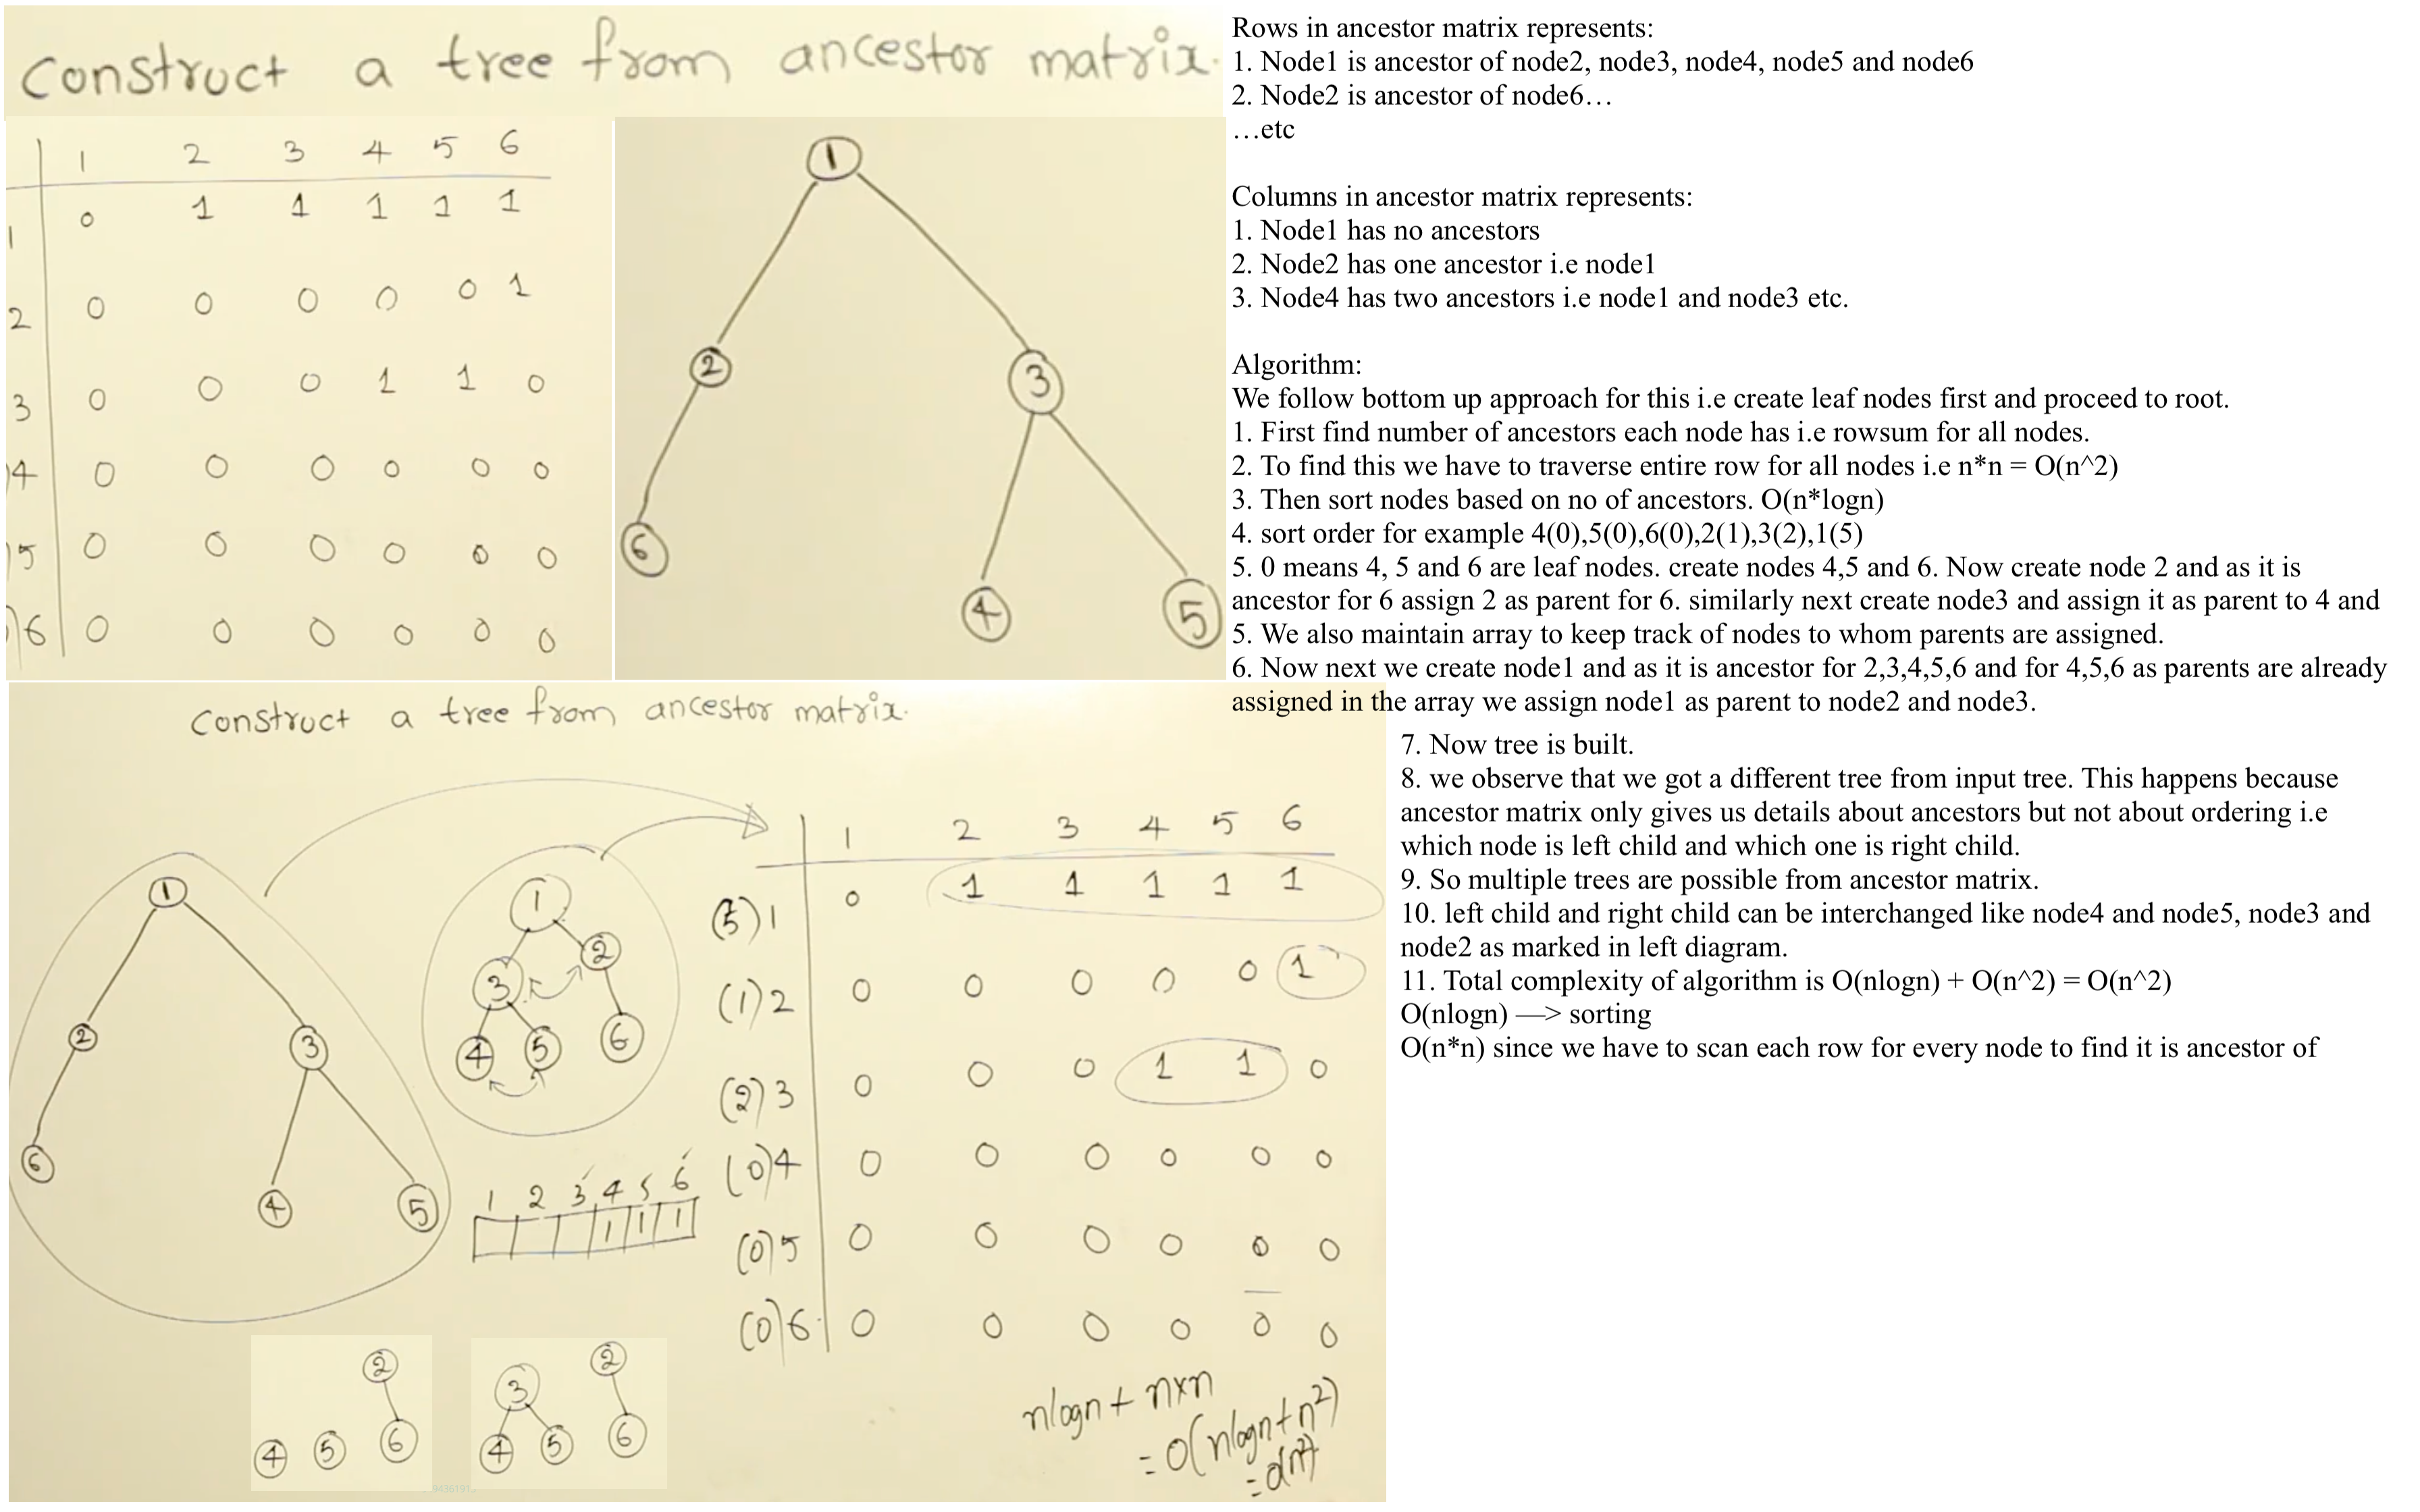 Construct a tree from ancestor matrix.
1 2 3 4 5 6
1 0 1 1 1 1 1
2 0 0 0 0 0 1
3 0 0 0 1 1 0
4 0 0 0 0 0 0
5 0 0 0 0 0 0
6 0 0 0 0 0 0
1
2
3
6
4
5
Rows in ancestor matrix represents:
1. Node1 is ancestor of node2, node3, node4, node5 and node6
2. Node2 is ancestor of node6…
…etc
Columns in ancestor matrix represents:
1. Node1 has no ancestors
2. Node2 has one ancestor i.e node1
3. Node4 has two ancestors i.e node1 and node3 etc.
Algorithm:
We follow bottom up approach for this i.e create leaf nodes first and proceed to root.
1. First find number of ancestors each node has i.e rowsum for all nodes.
2. To find this we have to traverse entire row for all nodes i.e n*n = O(n^2)
3. Then sort nodes based on no of ancestors. O(n*logn)
4. sort order for example 4(0),5(0),6(0),2(1),3(2),1(5)
5. 0 means 4, 5 and 6 are leaf nodes. create nodes 4,5 and 6. Now create node 2 and as it is
ancestor for 6 assign 2 as parent for 6. similarly next create node3 and assign it as parent to 4 and
5. We also maintain array to keep track of nodes to whom parents are assigned.
6. Now next we create node1 and as it is ancestor for 2,3,4,5,6 and for 4,5,6 as parents are already
assigned in the array we assign node1 as parent to node2 and node3.
7. Now tree is built.
8. we observe that we got a different tree from input tree. This happens because
ancestor matrix only gives us details about ancestors but not about ordering i.e
which node is left child and which one is right child.
9. So multiple trees are possible from ancestor matrix.
10. left child and right child can be interchanged like node4 and node5, node3 and
node2 as marked in left diagram.
11. Total complexity of algorithm is O(nlogn) + O(n^2) = O(n^2)
O(nlogn) —> sorting
O(n*n) since we have to scan each row for every node to find it is ancestor of
Construct a tree from ancestor matrix.
1
2
3
6
4
5
1
3 2
4 5 6
1 2 3 4 5 6
1 1 1
1 2 3 4 5 6
(5) 1 0 1 1 1 1 1
(1) 2 0 0 0 0 0 1
(2) 3 0 0 0 1 1 0
(0) 4 0 0 0 0 0 0
(0) 5 0 0 0 0 0 0
(0) 6 0 0 0 0 0 0
2
4 5 6
3 2
4 5 6
nlogn + n×n
= O(nlogn + n²)
= O(n²)